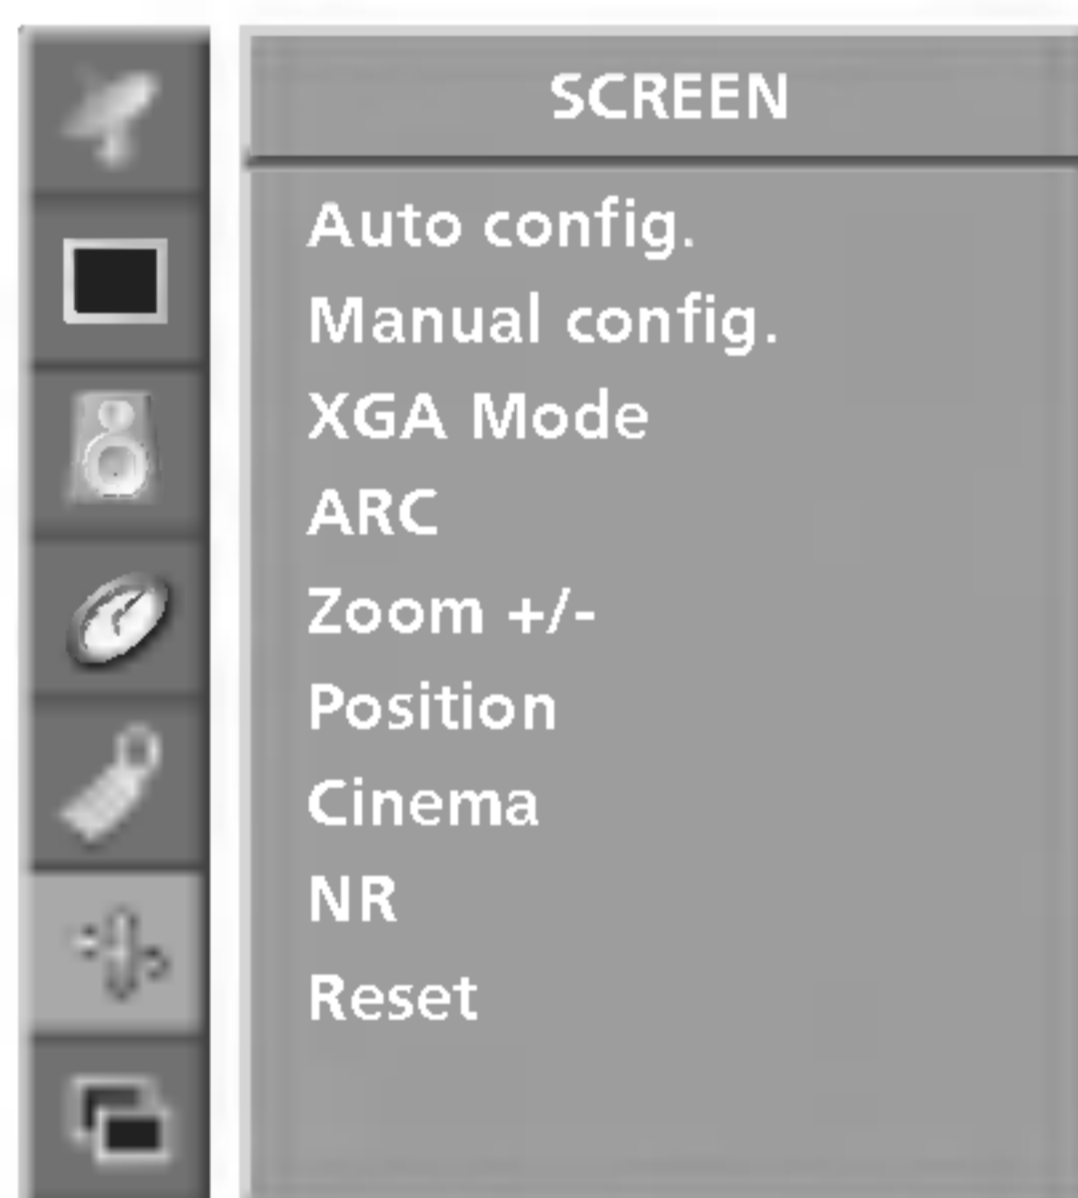 SCREEN
Auto config.
Manual config.
XGA Mode
ARC
Zoom +/-
Position
Cinema
NR
Reset